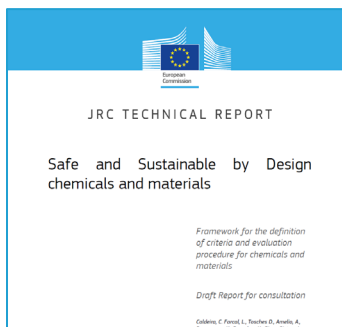 European
Commission
JRC TECHNICAL REPORT
Safe and Sustainable by Design
chemicals and materials
Framework for the definition
of criteria and evaluation
procedure for chemicals and
materials
Draft Report for consultation
Caldeira, C. Farcal, L., Tosches D., Amelio, A.,